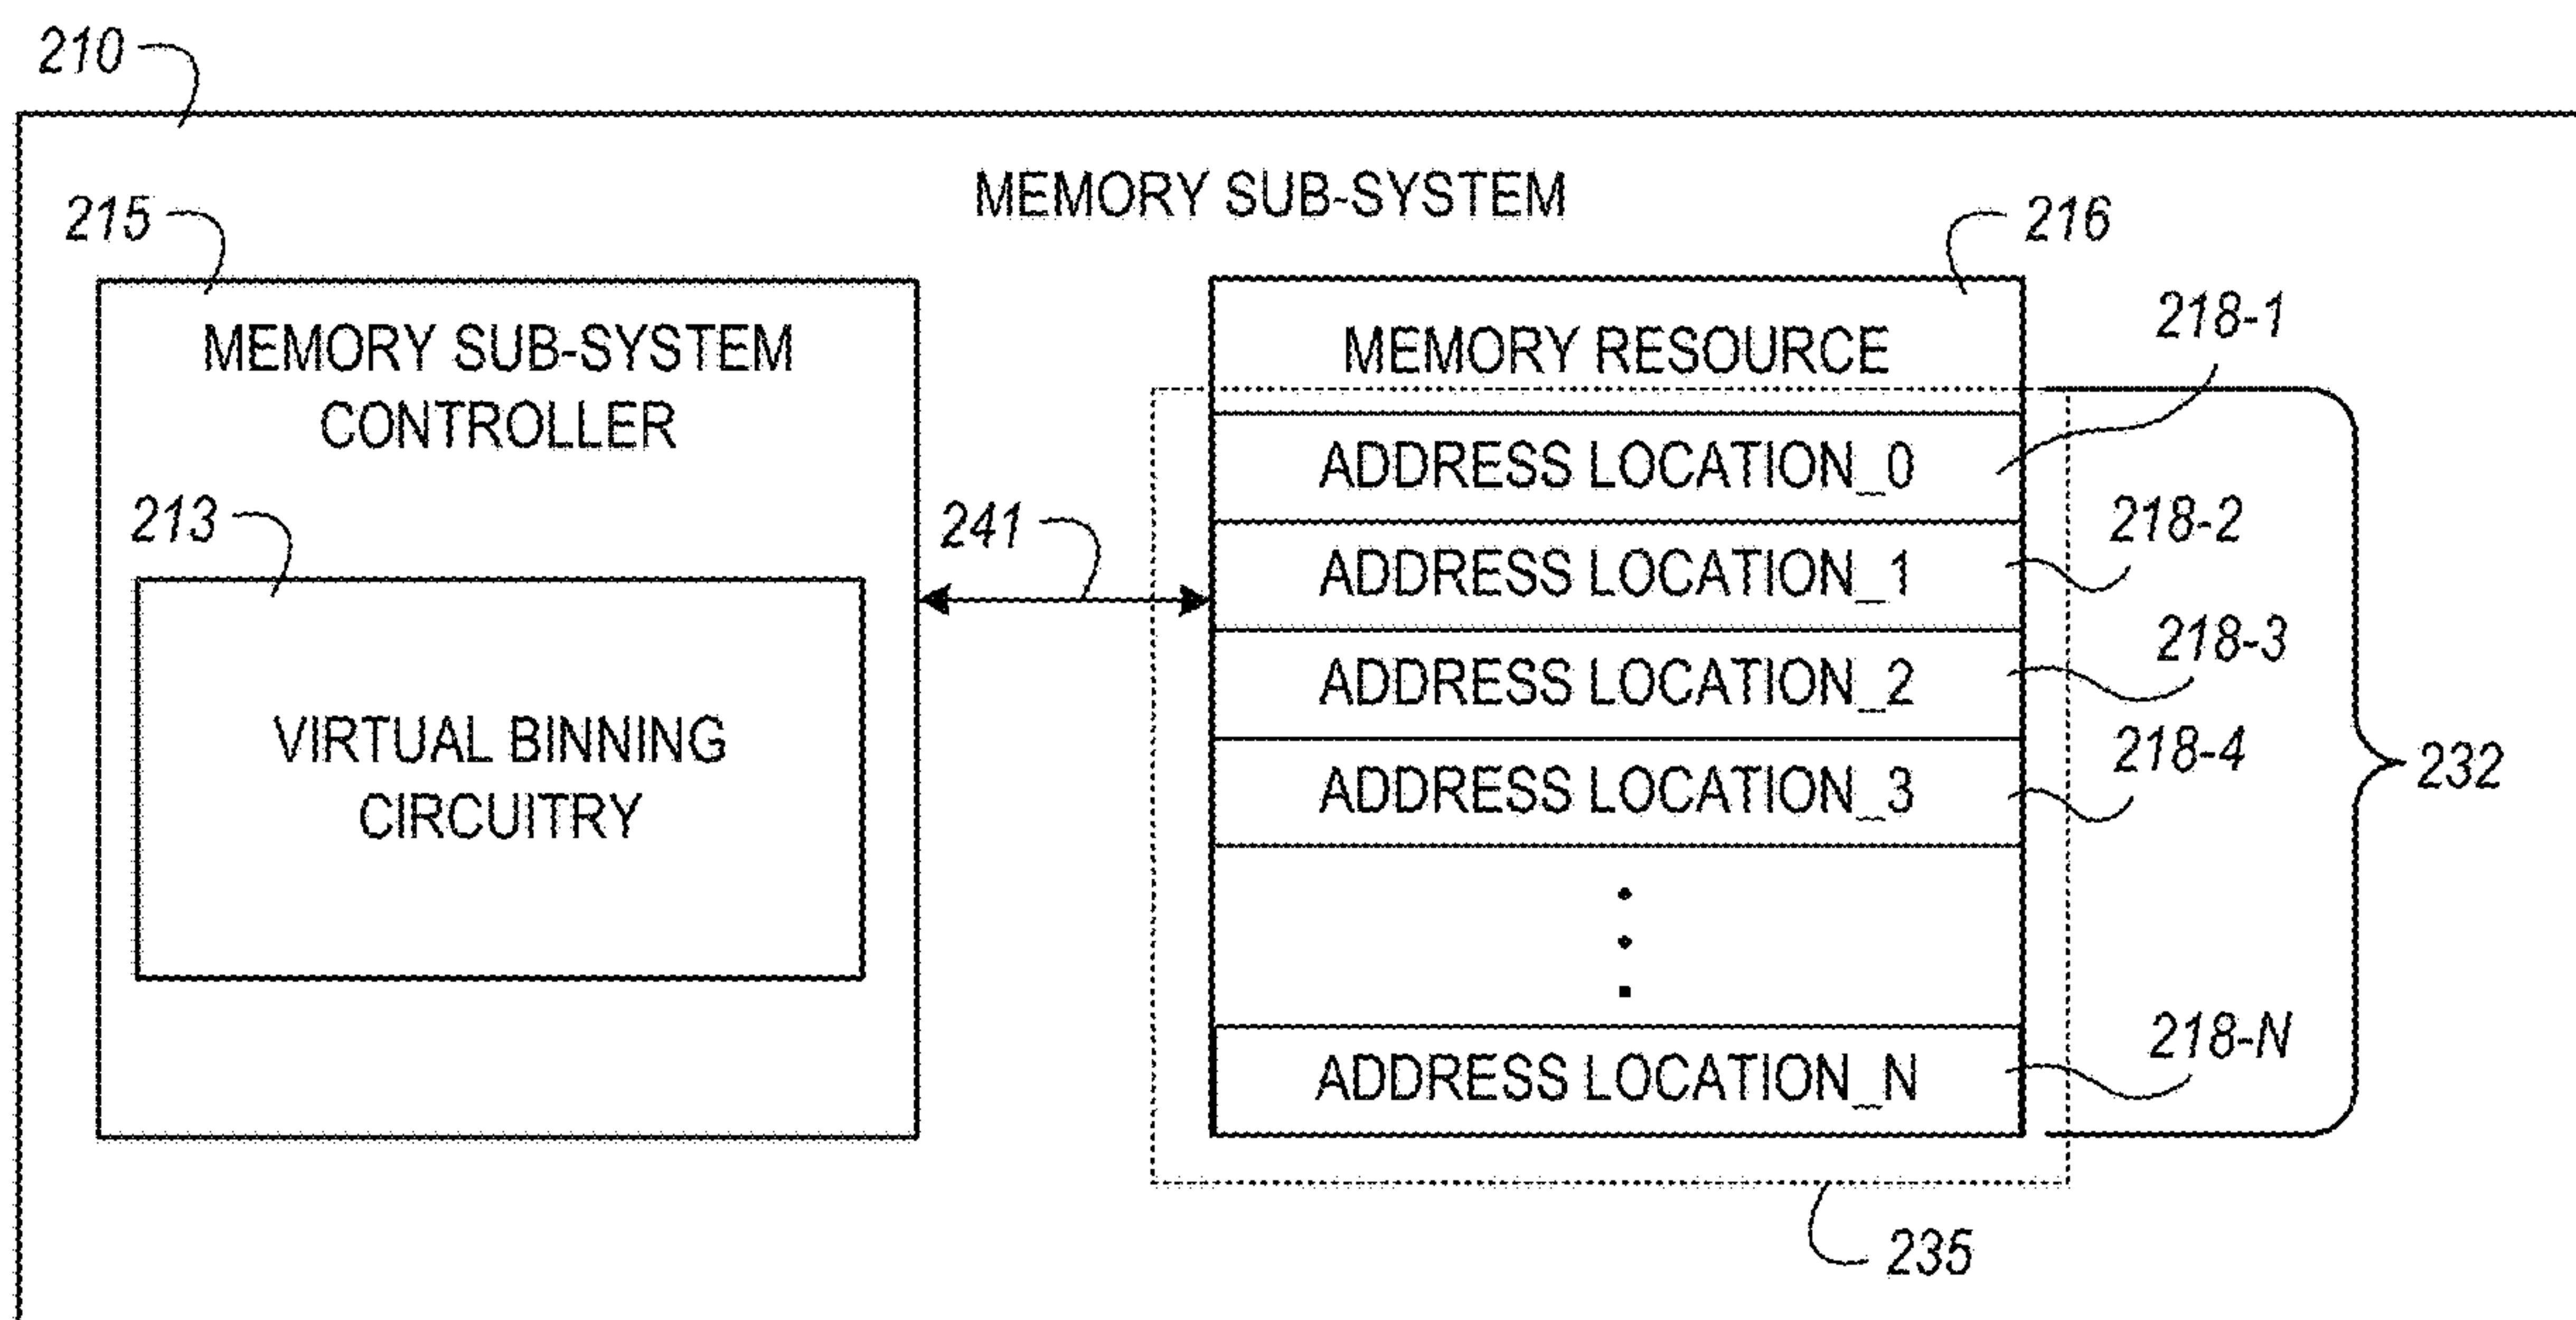 210
MEMORY SUB-SYSTEM
215
216
MEMORY SUB-SYSTEM
CONTROLLER
213
VIRTUAL BINNING
CIRCUITRY
241
MEMORY RESOURCE
218-1
ADDRESS LOCATION_0
218-2
ADDRESS LOCATION_1
218-3
ADDRESS LOCATION_2
218-4
ADDRESS LOCATION_3
232
218-N
ADDRESS LOCATION_N
235